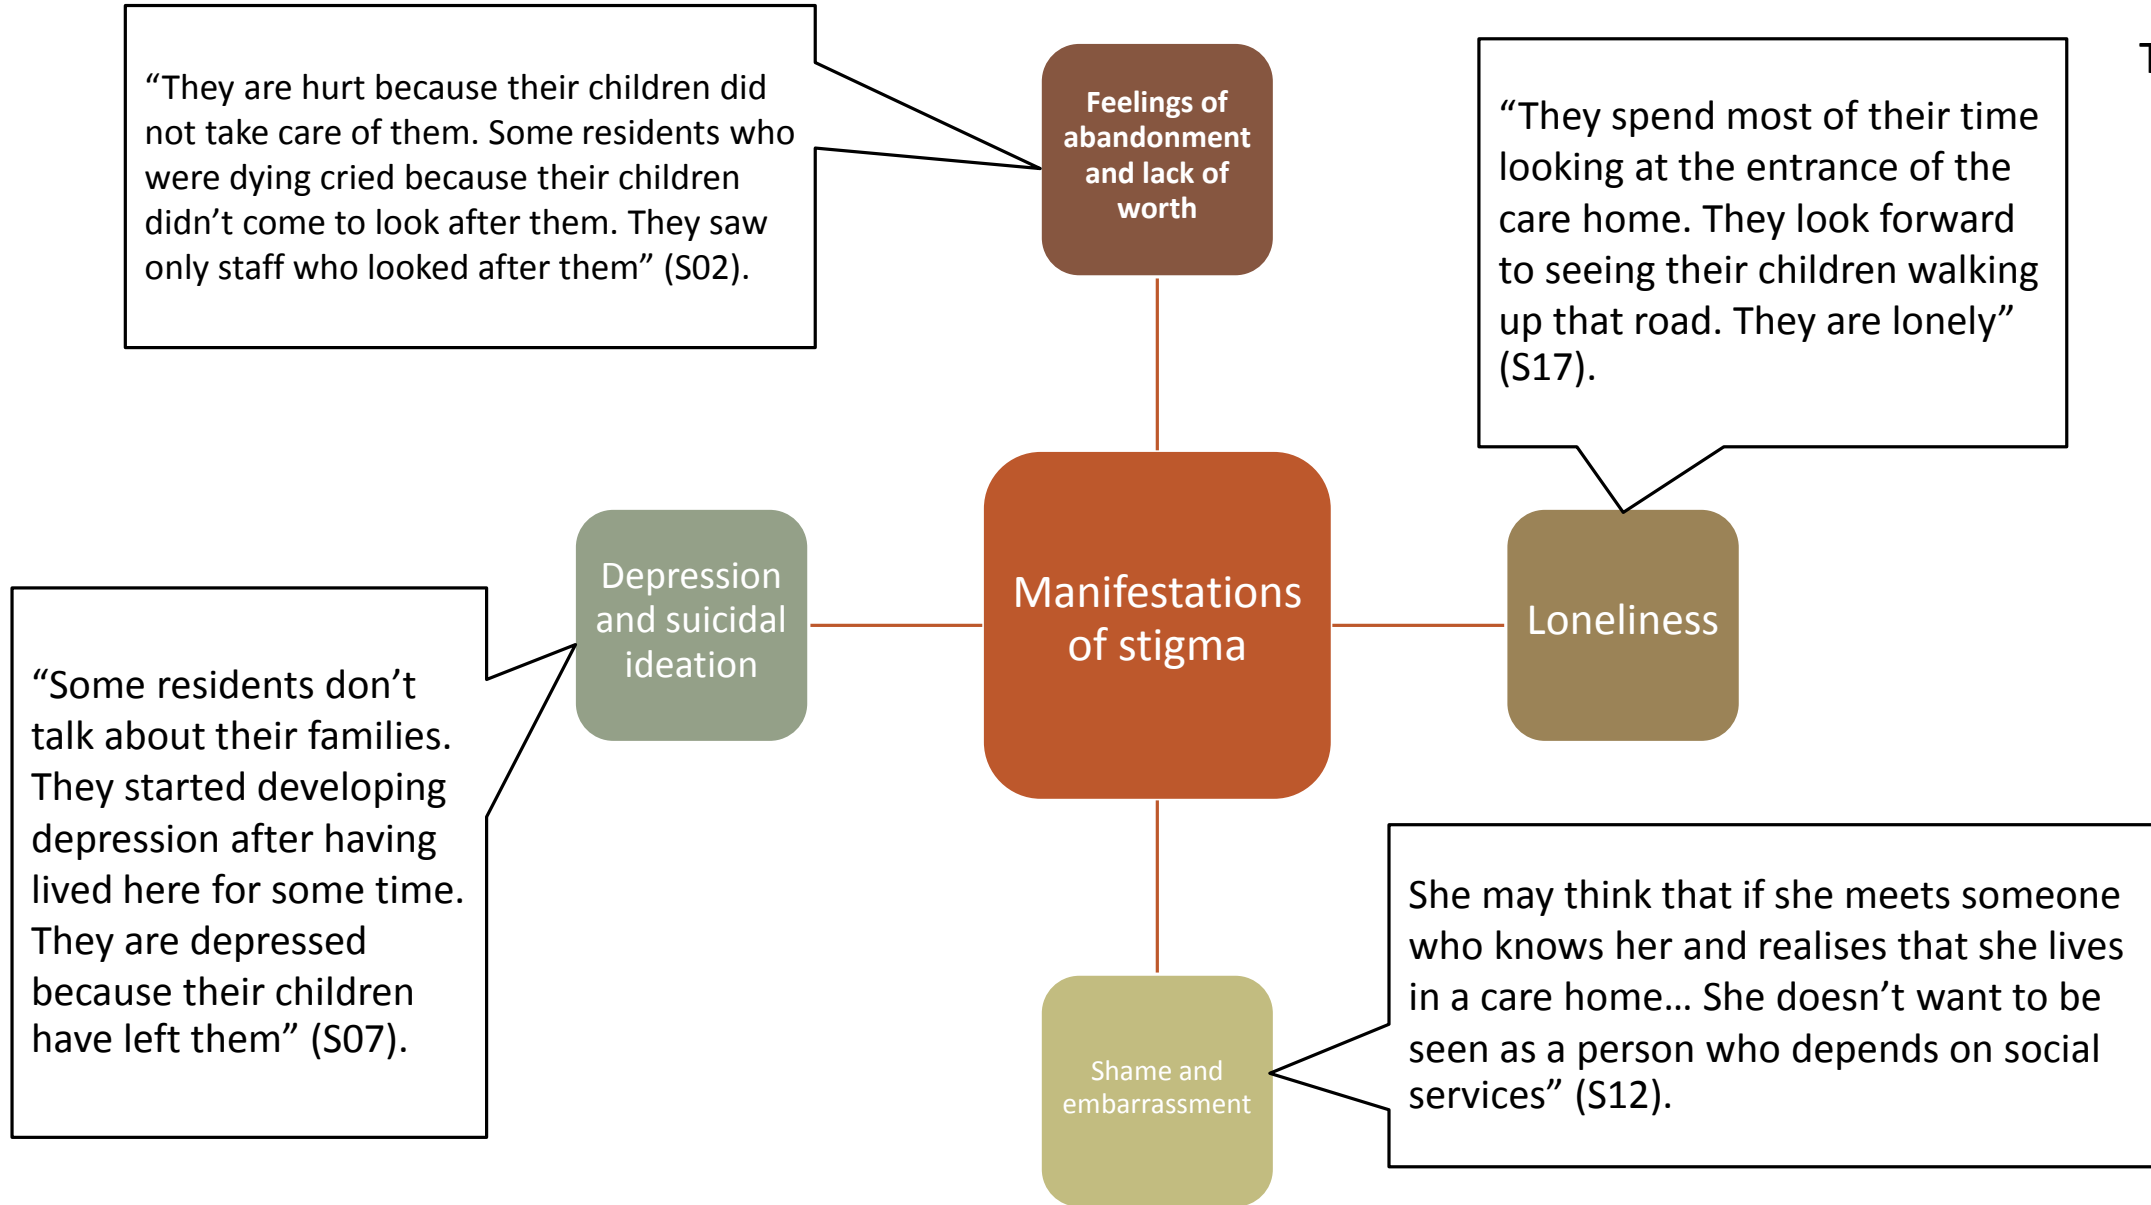 “They are hurt because their children did
not take care of them. Some residents who
were dying cried because their children
didn’t come to look after them. They saw
only staff who looked after them” (S02).
Feelings of
abandonment
and lack of
worth
“They spend most of their time
looking at the entrance of the
care home. They look forward
to seeing their children walking
up that road. They are lonely”
(S17).
T
Depression
and suicidal
ideation
Manifestations
of stigma
Loneliness
“Some residents don’t
talk about their families.
They started developing
depression after having
lived here for some time.
They are depressed
because their children
have left them” (S07).
Shame and
embarrassment
She may think that if she meets someone
who knows her and realises that she lives
in a care home… She doesn’t want to be
seen as a person who depends on social
services” (S12).